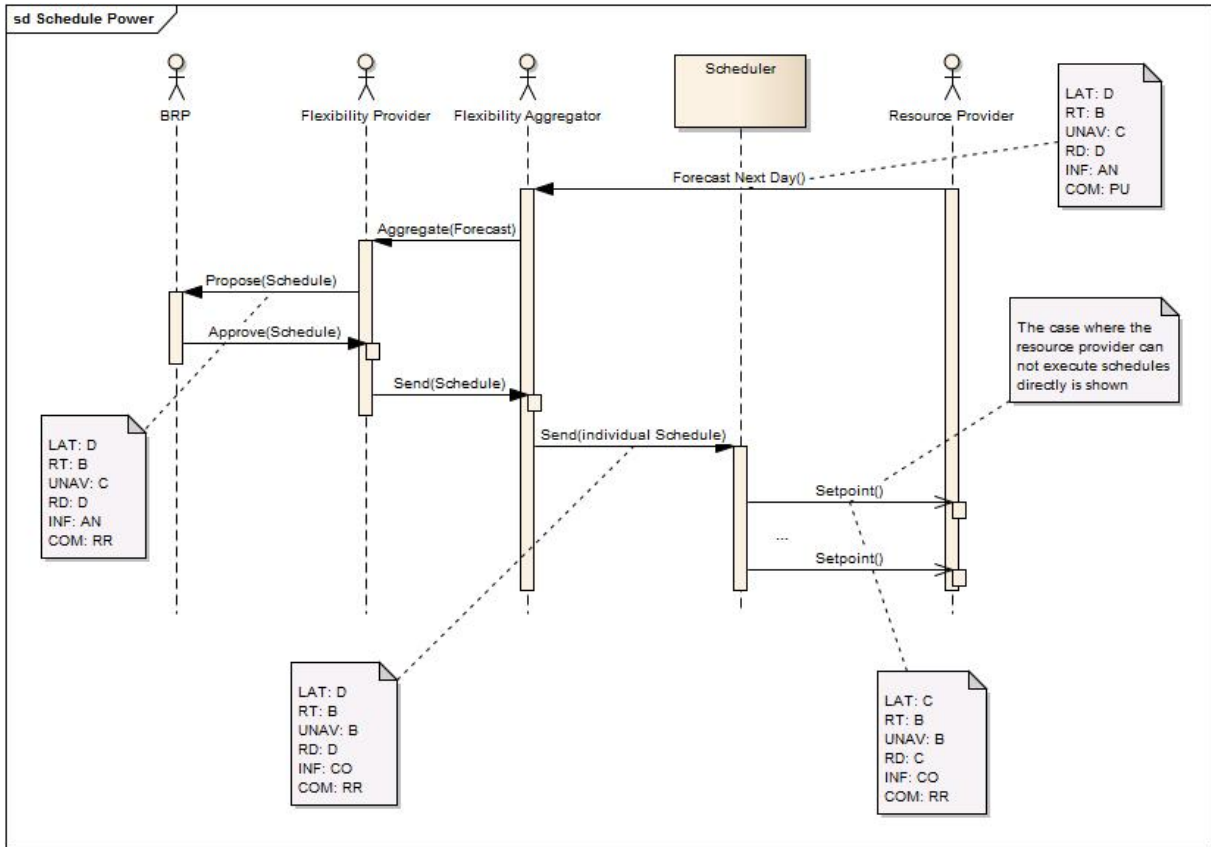 sd Schedule Power
BRP
Flexibility Provider
Flexibility Aggregator
Scheduler
Resource Provider
LAT: D
RT: B
UNAV: C
RD: D
INF: AN
COM: PU
Forecast Next Day()
Aggregate(Forecast)
Propose(Schedule)
Approve(Schedule)
Send(Schedule)
Send(individual Schedule)
Setpoint()
...
Setpoint()
The case where the
resource provider can
not execute schedules
directly is shown
LAT: D
RT: B
UNAV: C
RD: D
INF: AN
COM: RR
LAT: D
RT: B
UNAV: B
RD: D
INF: CO
COM: RR
LAT: C
RT: B
UNAV: B
RD: C
INF: CO
COM: RR